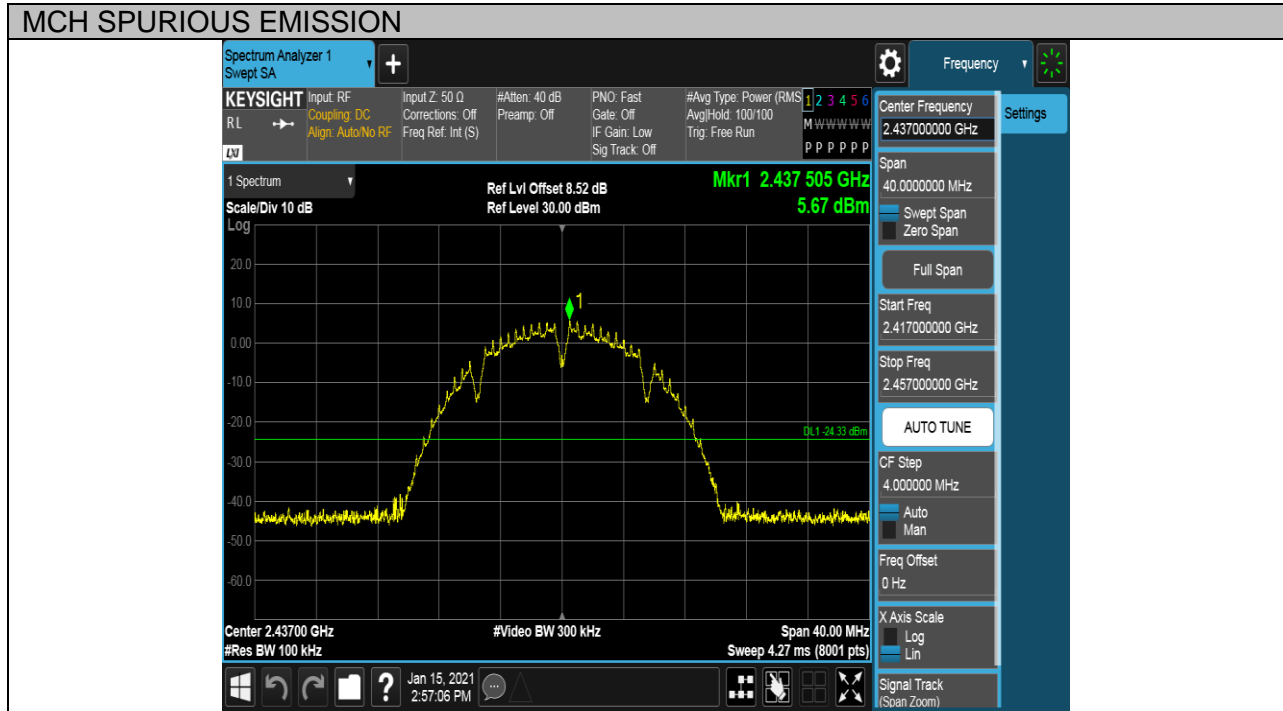 MCH SPURIOUS EMISSION
Spectrum Analyzer 1
Swept SA
+
Frequency
KEYSIGHT
RL
LXI
Input: RF
Coupling: DC
Align: Auto/No RF
Input Z: 50 Ω
Corrections: Off
Freq Ref: Int (S)
#Atten: 40 dB
Preamp: Off
PNO: Fast
Gate: Off
IF Gain: Low
Sig Track: Off
#Avg Type: Power (RMS
Avg|Hold: 100/100
Trig: Free Run
1 2 3 4 5 6
M W W W W W
P P P P P P
1 Spectrum
Scale/Div 10 dB
Log
Ref Lvl Offset 8.52 dB
Ref Level 30.00 dBm
Mkr1 2.437 505 GHz
5.67 dBm
20.0
10.0
0.00
-10.0
-20.0
-30.0
-40.0
-50.0
-60.0
1
DL1 -24.33 dBm
Center 2.43700 GHz
#Res BW 100 kHz
#Video BW 300 kHz
Span 40.00 MHz
Sweep 4.27 ms (8001 pts)
Jan 15, 2021
2:57:06 PM
?
Center Frequency
2.437000000 GHz
Settings
Span
40.0000000 MHz
Swept Span
Zero Span
Full Span
Start Freq
2.417000000 GHz
Stop Freq
2.457000000 GHz
AUTO TUNE
CF Step
4.000000 MHz
Auto
Man
Freq Offset
0 Hz
X Axis Scale
Log
Lin
Signal Track
(Span Zoom)